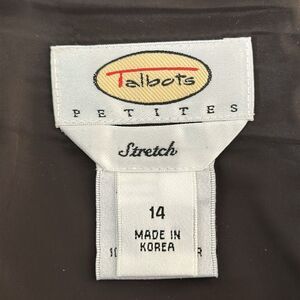 Talbots
PETITES
Stretch
14
MADE IN
KOREA